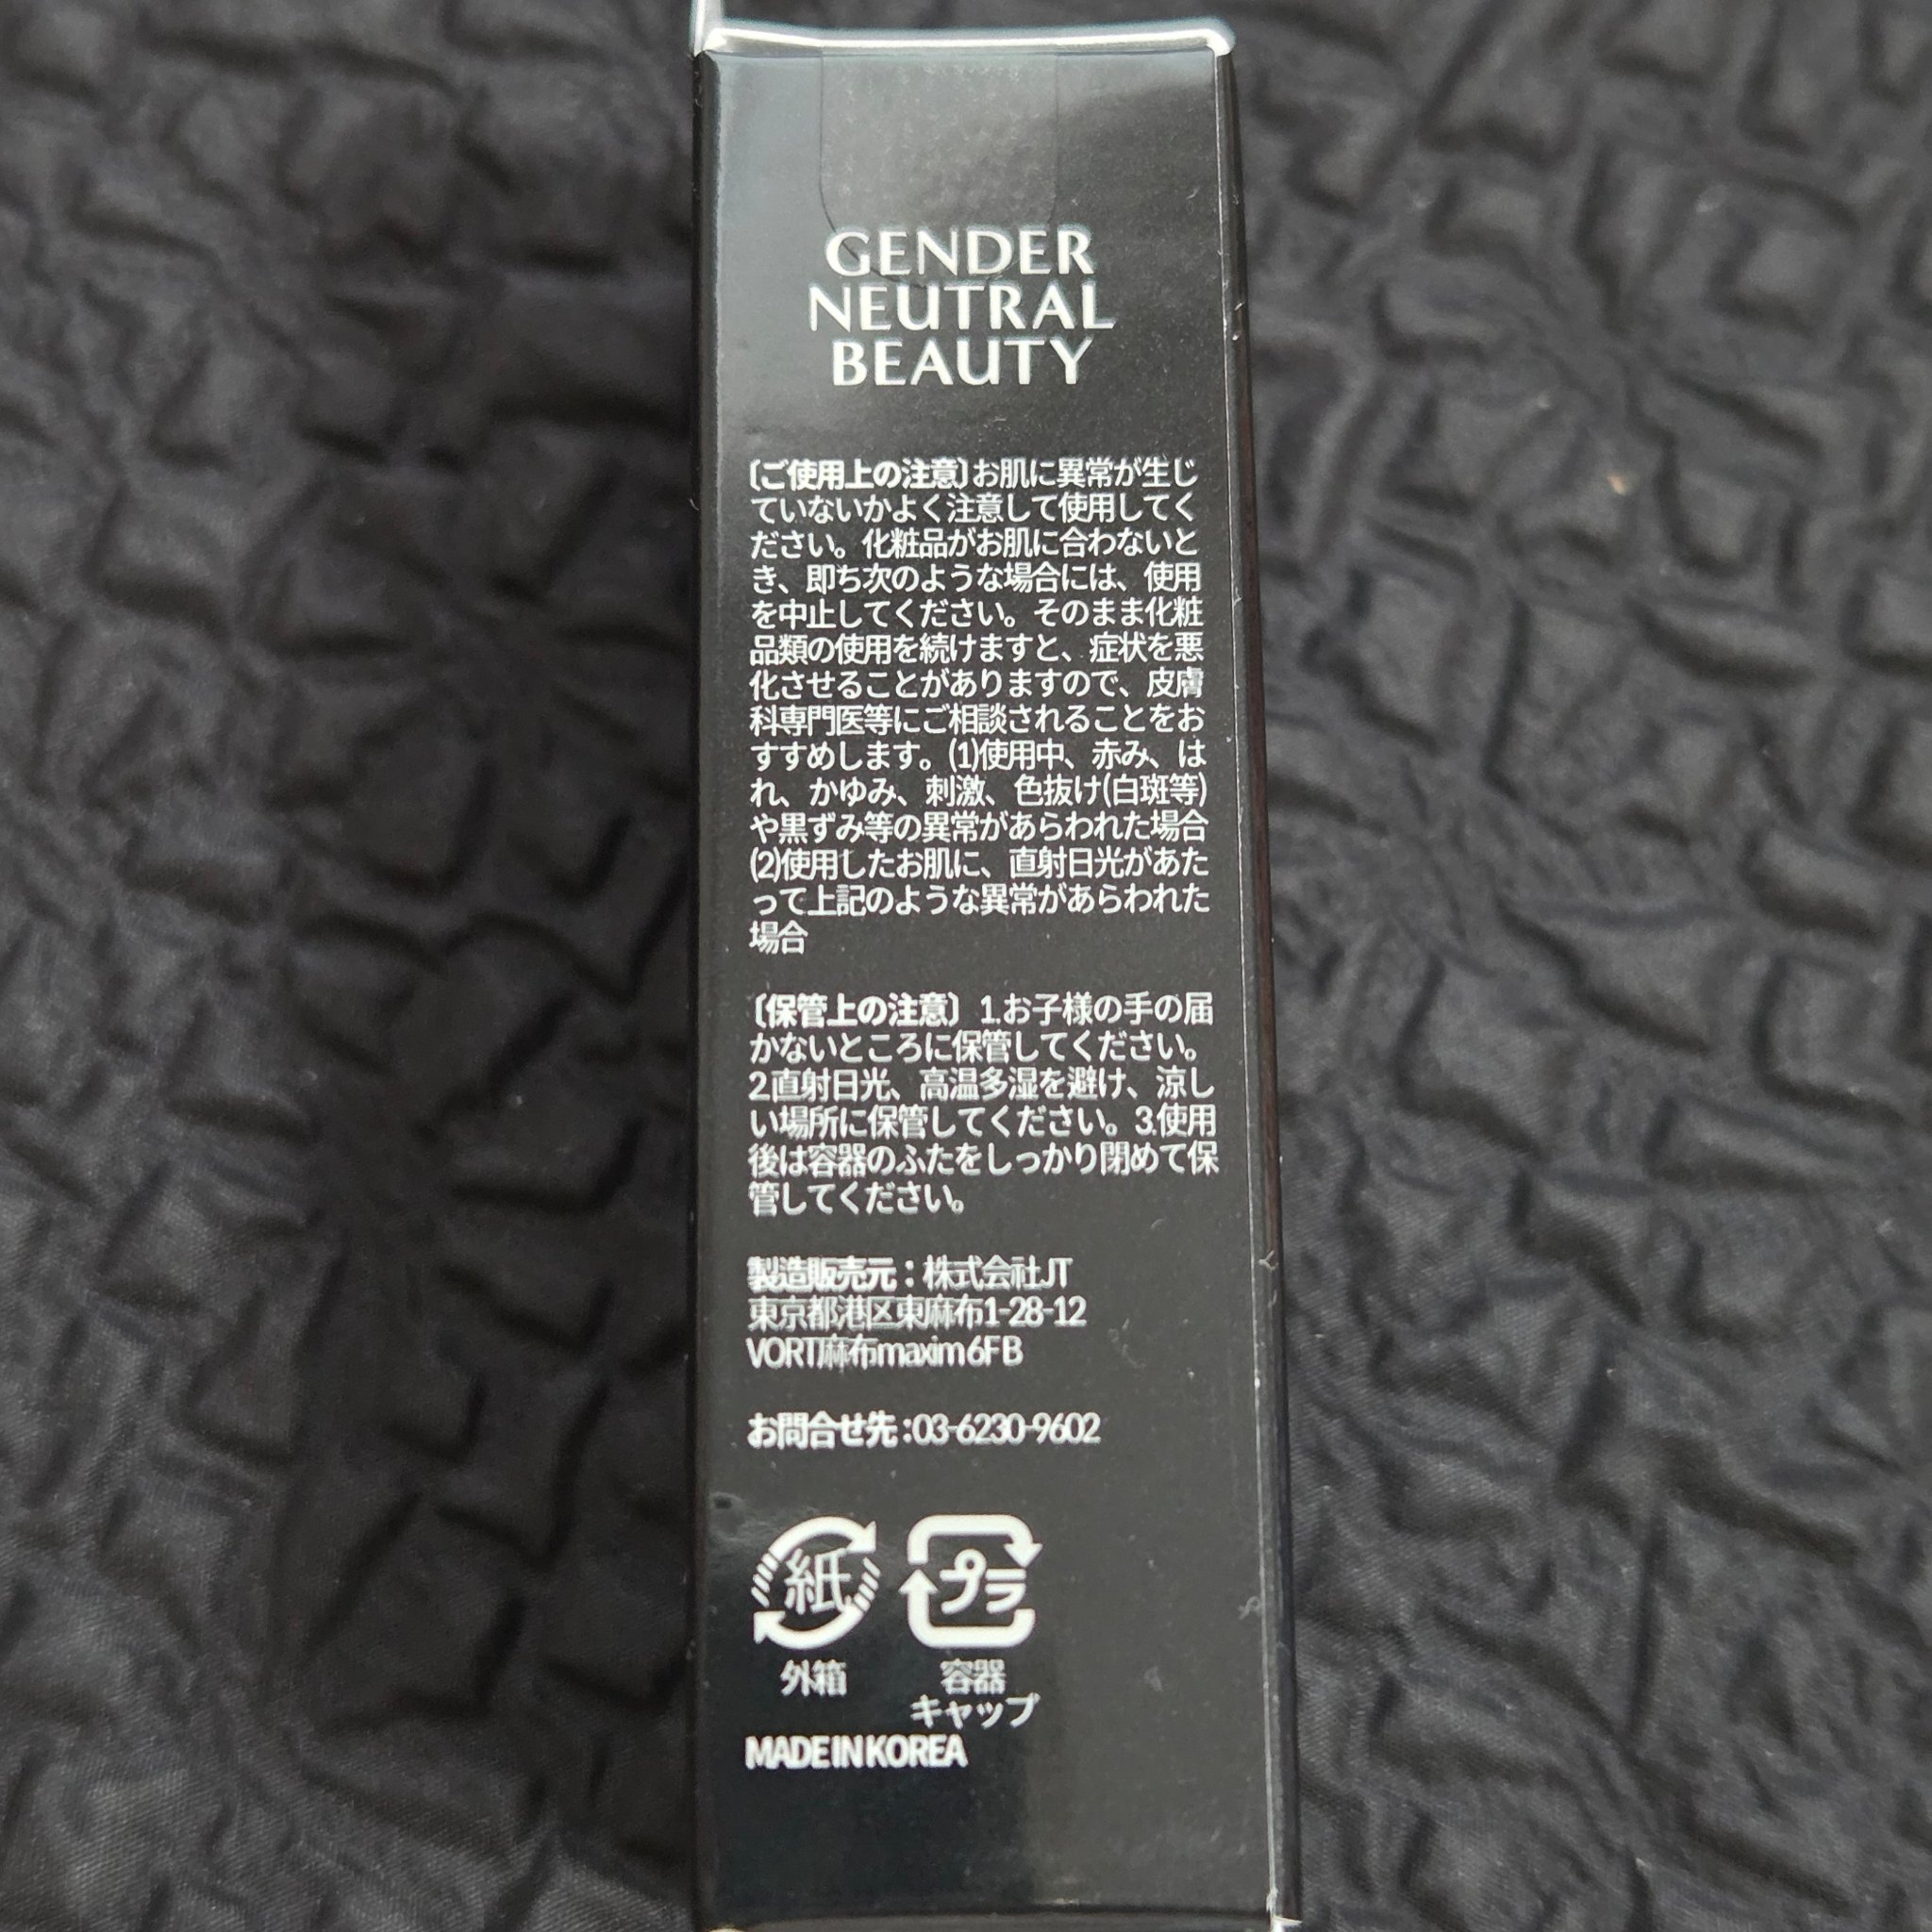 GENDER
NEUTRAL
BEAUTY
〔ご使用上の注意〕お肌に異常が生じ
ていないかよく注意して使用してく
ださい。化粧品がお肌に合わないと
き、即ち次のような場合には、使用
を中止してください。そのまま化粧
品類の使用を続けますと、症状を悪
化させることがありますので、皮膚
科専門医等にご相談されることをお
すすめします。(1)使用中、赤み、は
れ、かゆみ、刺激、色抜け(白斑等)
や黒ずみ等の異常があらわれた場合
(2)使用したお肌に、直射日光があた
って上記のような異常があらわれた
場合
〔保管上の注意〕1.お子様の手の届
かないところに保管してください。
2.直射日光、高温多湿を避け、涼し
い場所に保管してください。3.使用
後は容器のふたをしっかり閉めて保
管してください。
製造販売元：株式会社JT
東京都港区東麻布1-28-12
VORT麻布maxim6FB
お問合せ先:03-6230-9602
紙 プラ
外箱 容器
キャップ
MADE IN KOREA